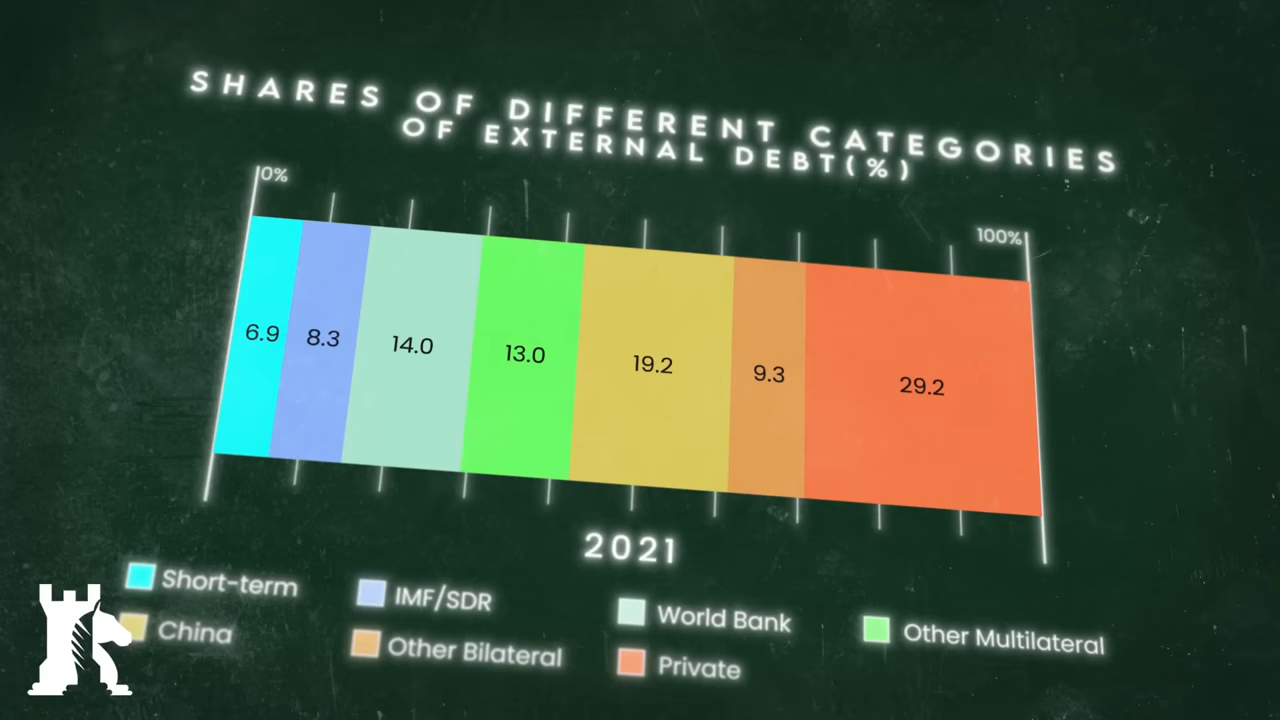 SHARES OF DIFFERENT CATEGORIES
OF EXTERNAL DEBT(%)
0%
100%
6.9 8.3 14.0 13.0 19.2 9.3 29.2
2021
Short-term IMF/SDR World Bank Other Multilateral
China Other Bilateral Private